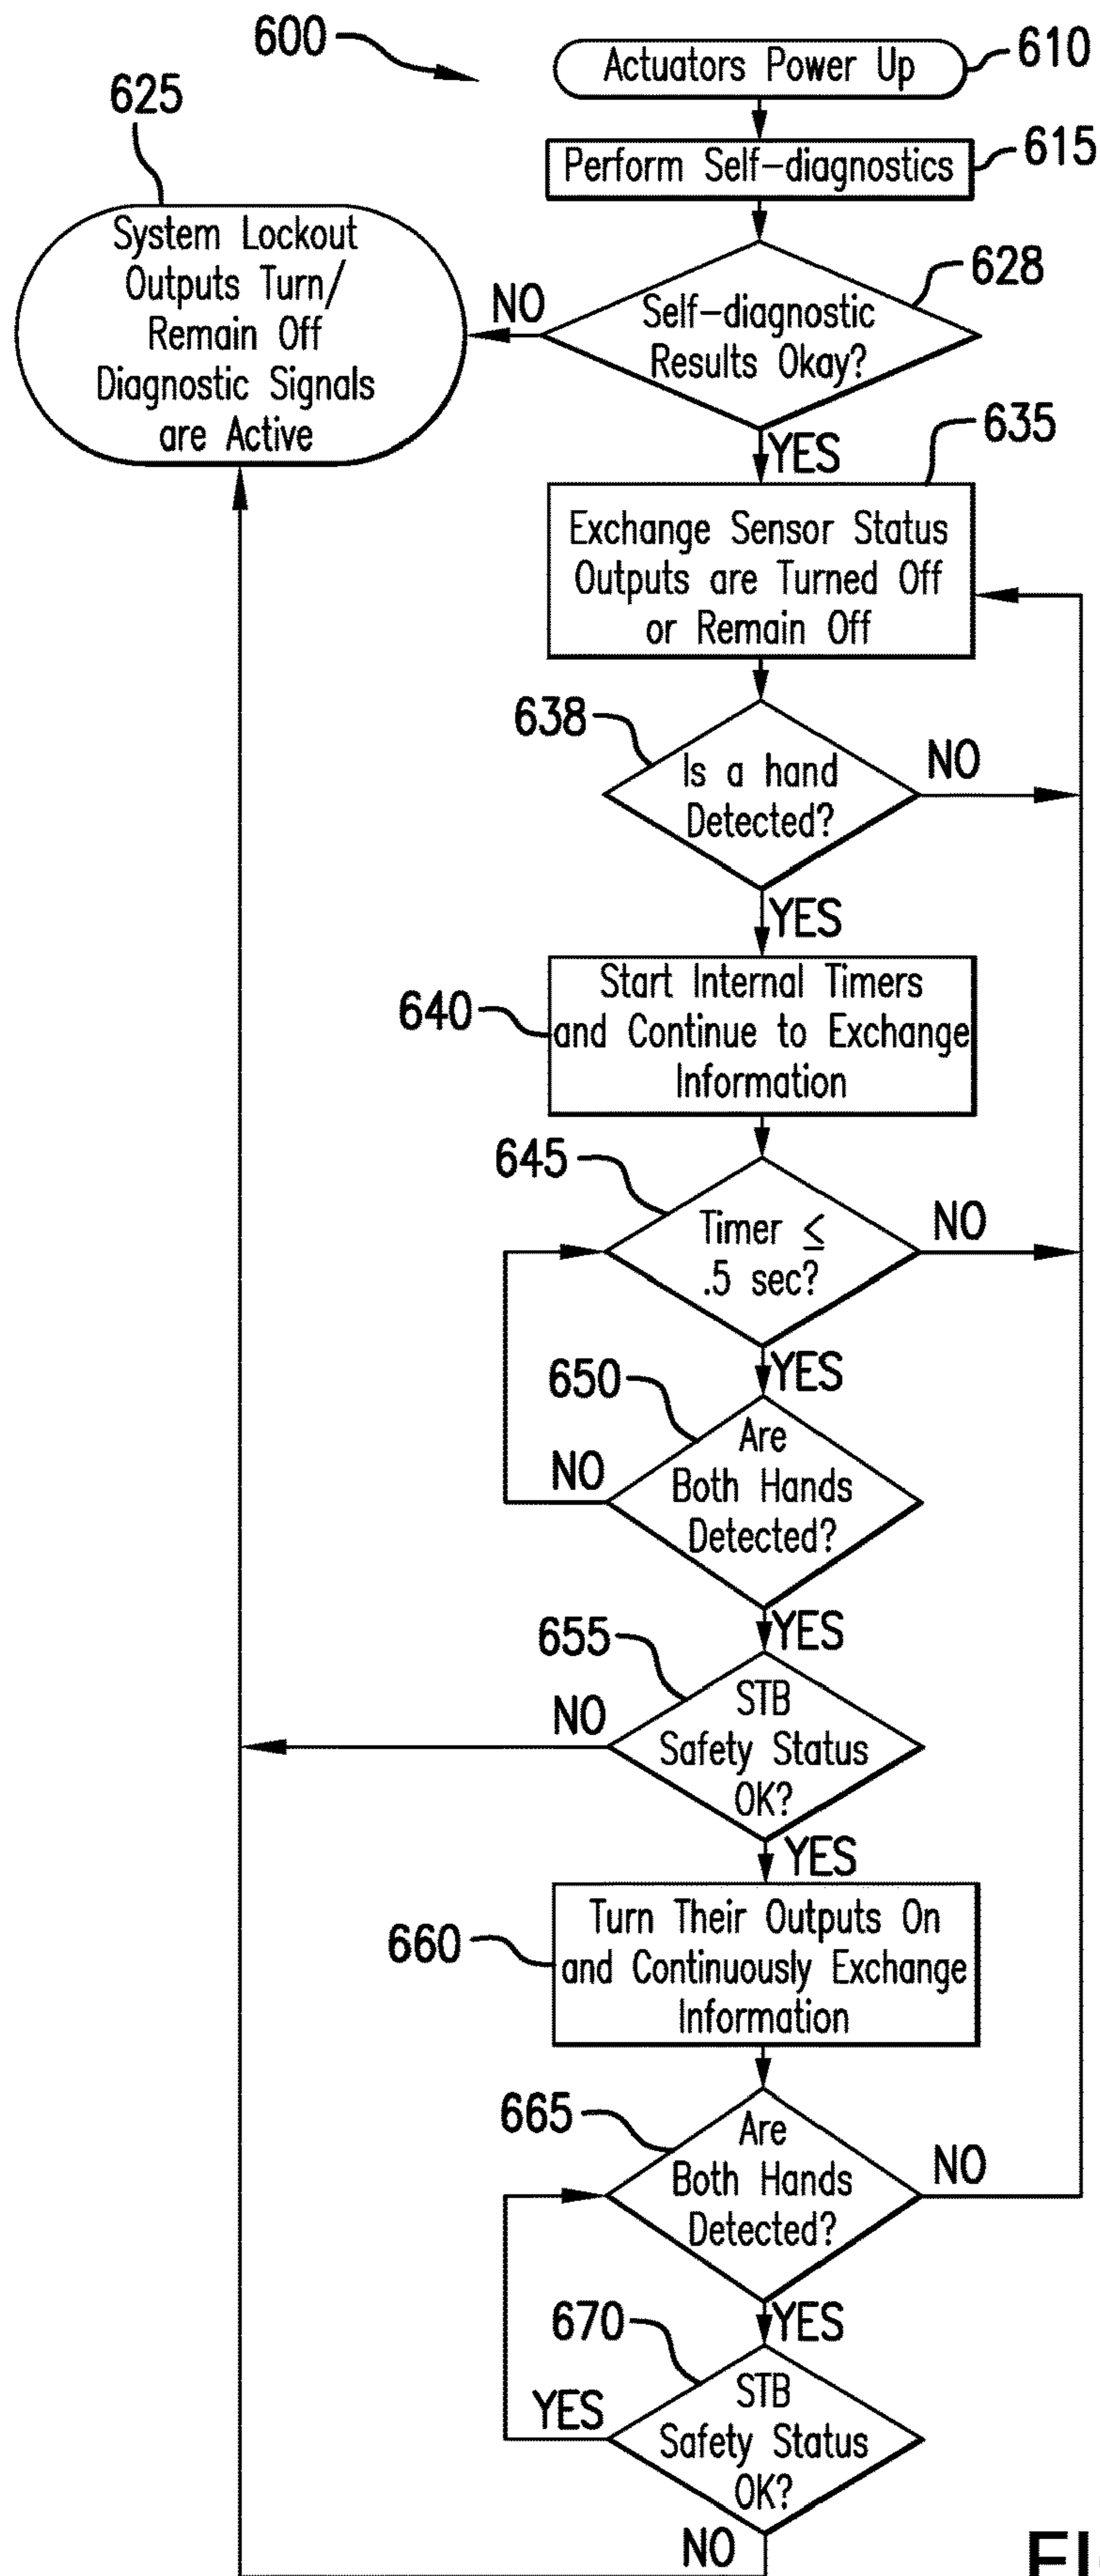 600
Actuators Power Up
610
625
Perform Self-diagnostics
615
System Lockout
Outputs Turn/
Remain Off
Diagnostic Signals
are Active
NO
Self-diagnostic
Results Okay?
628
YES
635
Exchange Sensor Status
Outputs are Turned Off
or Remain Off
638
Is a hand
Detected?
NO
YES
640
Start Internal Timers
and Continue to Exchange
Information
645
Timer ≤
.5 sec?
NO
YES
650
Are
Both Hands
Detected?
NO
YES
655
STB
Safety Status
OK?
NO
YES
660
Turn Their Outputs On
and Continuously Exchange
Information
665
Are
Both Hands
Detected?
NO
YES
670
STB
Safety Status
OK?
YES
NO